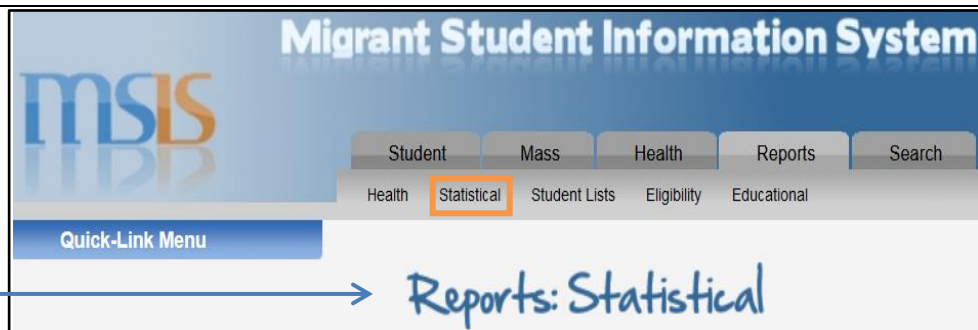 Migrant Student Information System
msis
Student Mass Health Reports Search
Health Statistical Student Lists Eligibility Educational
Quick-Link Menu
Reports: Statistical